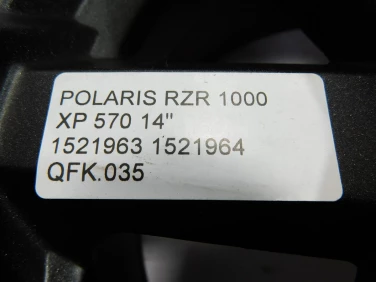 POLARIS RZR 1000
XP 570 14"
1521963 1521964
QFK.035